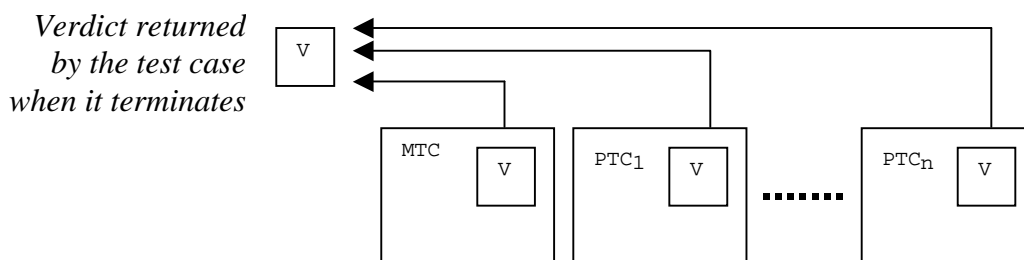 Verdict returned
by the test case
when it terminates
V
MTC
V
PTC1
V
PTCn
V